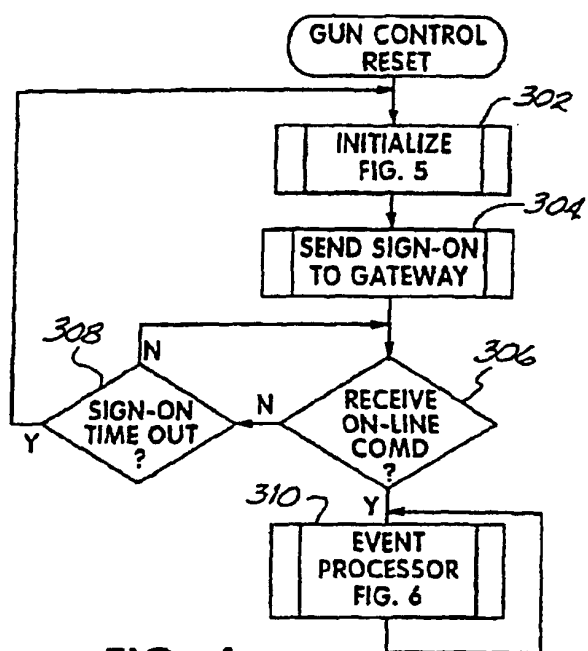 GUN CONTROL
RESET
302
INITIALIZE
FIG. 5
304
SEND SIGN-ON
TO GATEWAY
308
N
306
SIGN-ON
TIME OUT
?
Y
N
RECEIVE
ON-LINE
COMD
?
310
Y
EVENT
PROCESSOR
FIG. 6